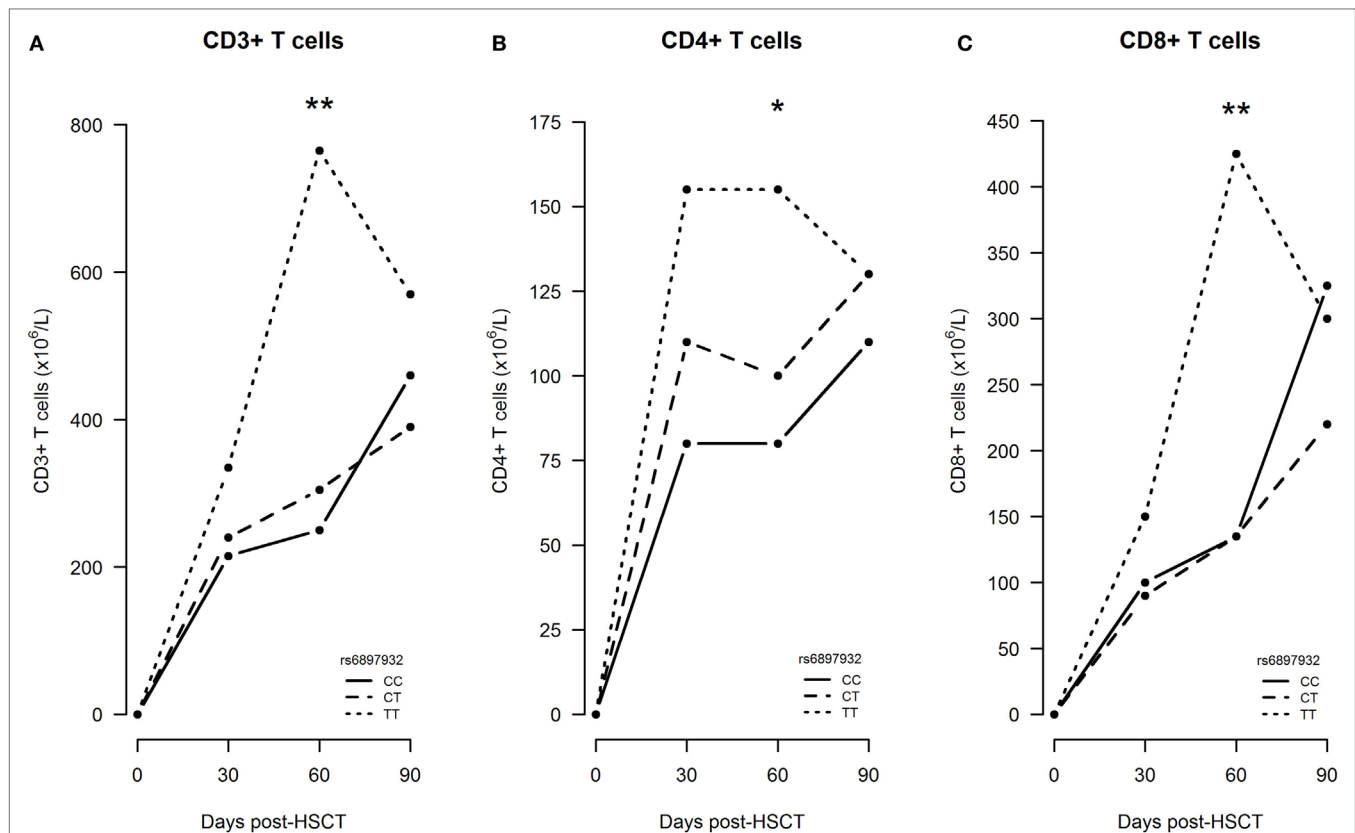 A
CD3+ T cells
**
CD3+ T cells (x10⁶/L)
800
600
400
200
0
rs6897932
CC
CT
TT
0 30 60 90
Days post-HSCT
B
CD4+ T cells
*
CD4+ T cells (x10⁶/L)
175
150
125
100
75
50
25
0
rs6897932
CC
CT
TT
0 30 60 90
Days post-HSCT
C
CD8+ T cells
**
CD8+ T cells (x10⁶/L)
450
400
350
300
250
200
150
100
50
0
rs6897932
CC
CT
TT
0 30 60 90
Days post-HSCT